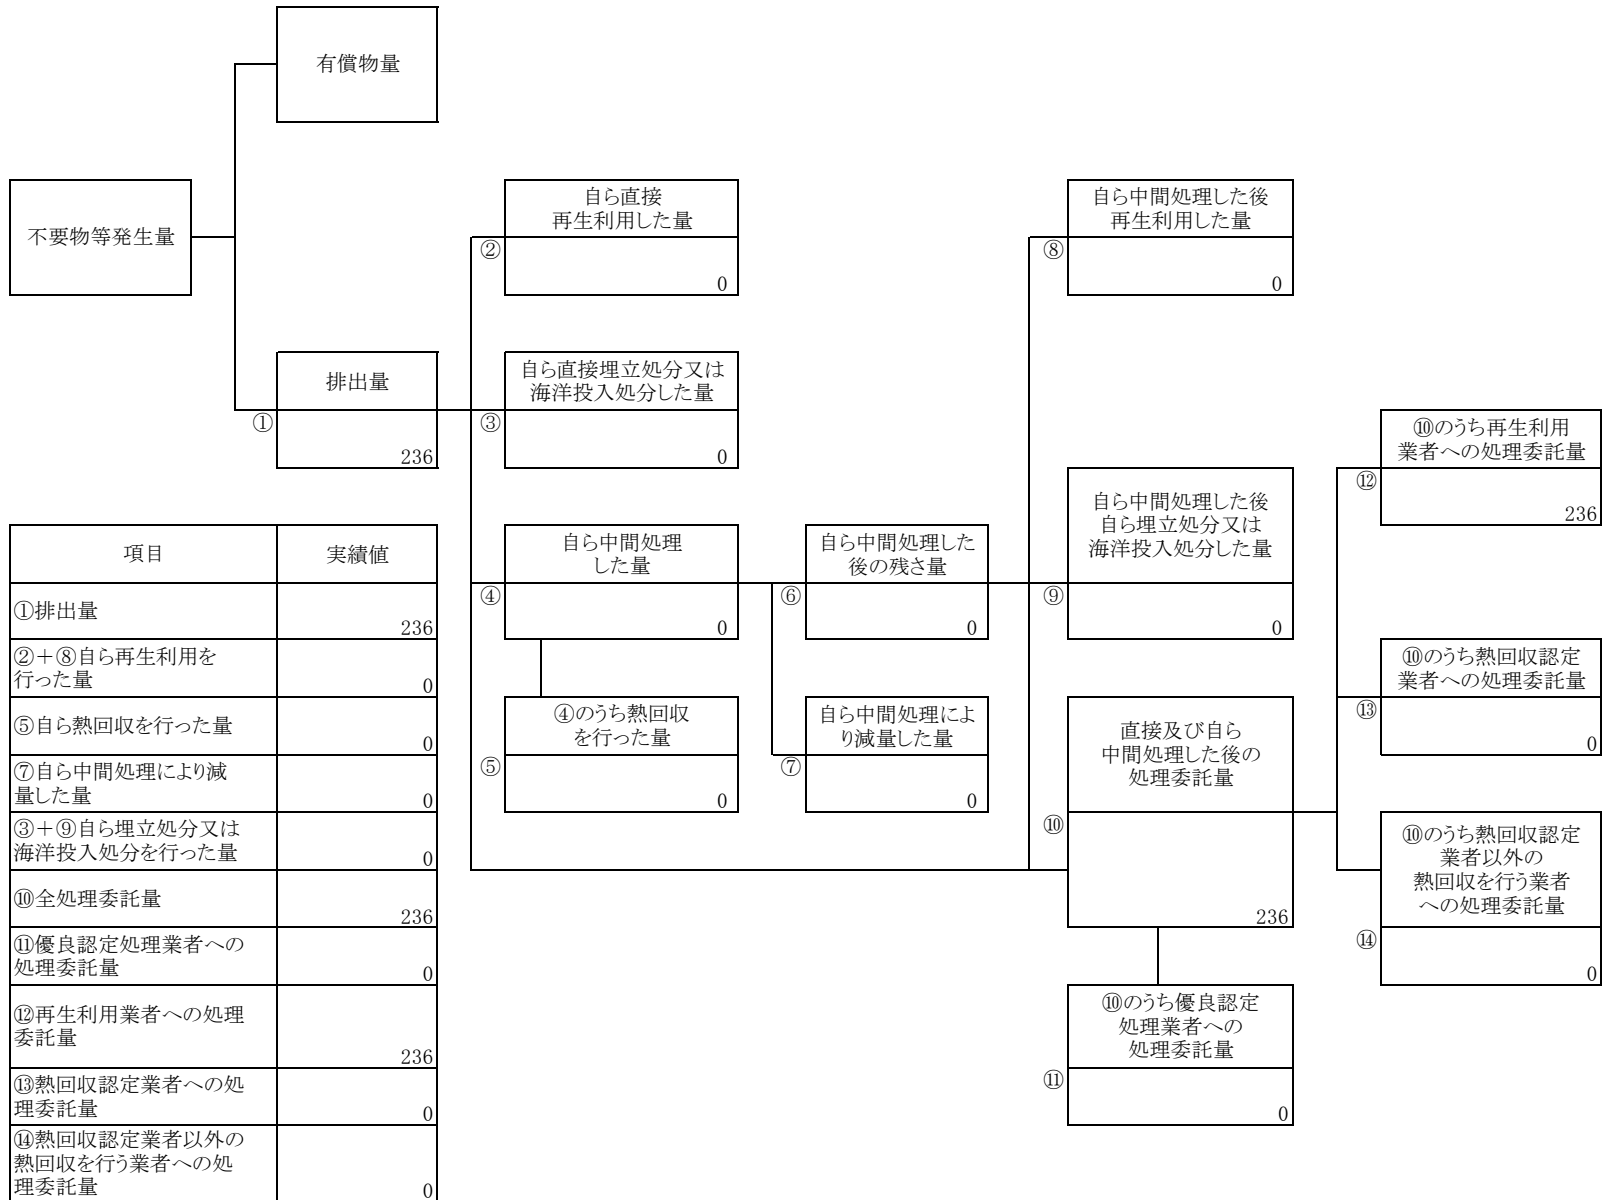 有償物量
不要物等発生量
自ら直接
再生利用した量
②
0
自ら中間処理した後
再生利用した量
⑧
0
排出量
①
236
自ら直接埋立処分又は
海洋投入処分した量
③
0
⑩のうち再生利用
業者への処理委託量
⑫
236
自ら中間処理
した量
④
0
自ら中間処理した
後の残さ量
⑥
0
自ら中間処理した後
自ら埋立処分又は
海洋投入処分した量
⑨
0
⑩のうち熱回収認定
業者への処理委託量
⑬
0
④のうち熱回収
を行った量
⑤
0
自ら中間処理によ
り減量した量
⑦
0
直接及び自ら
中間処理した後の
処理委託量
⑩
236
⑩のうち熱回収認定
業者以外の
熱回収を行う業者
への処理委託量
⑭
0
⑩のうち優良認定
処理業者への
処理委託量
⑪
0
項目 実績値
①排出量
236
②＋⑧自ら再生利用を
行った量
0
⑤自ら熱回収を行った量
0
⑦自ら中間処理により減
量した量
0
③＋⑨自ら埋立処分又は
海洋投入処分を行った量
0
⑩全処理委託量
236
⑪優良認定処理業者への
処理委託量
0
⑫再生利用業者への処理
委託量
236
⑬熱回収認定業者への処
理委託量
0
⑭熱回収認定業者以外の
熱回収を行う業者への処
理委託量
0